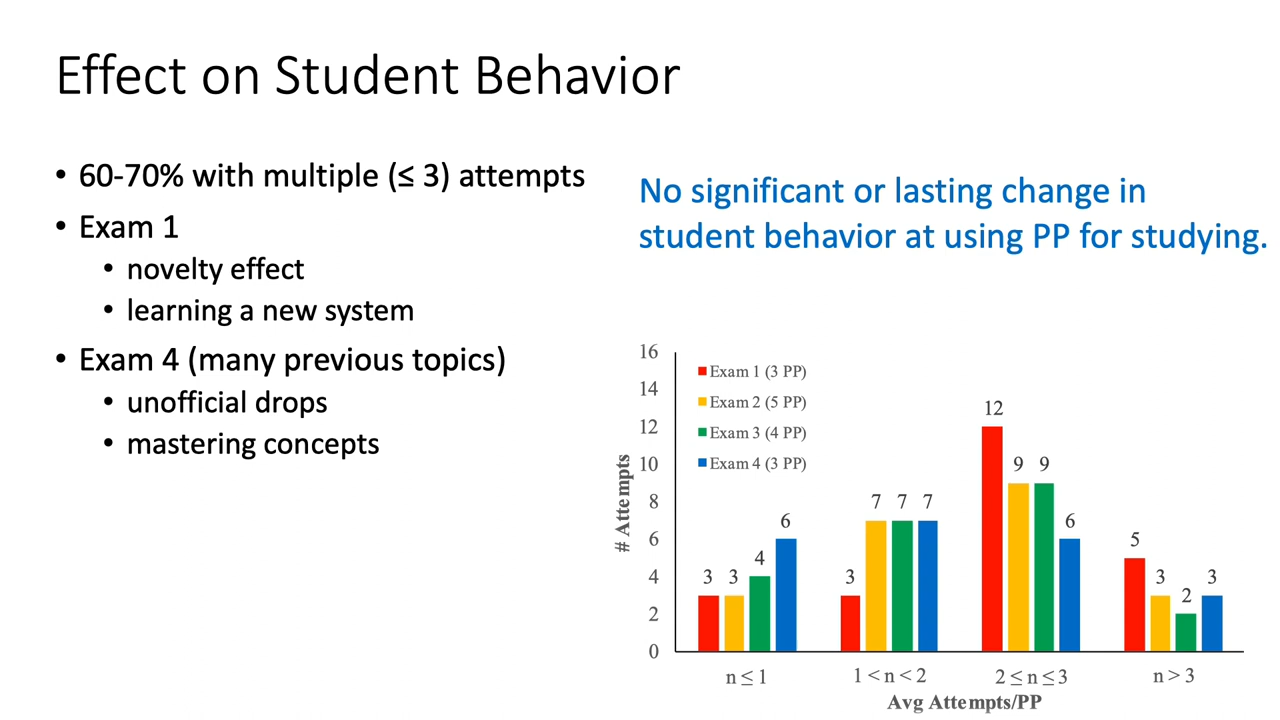 Effect on Student Behavior
• 60-70% with multiple (≤ 3) attempts
• Exam 1
• novelty effect
• learning a new system
• Exam 4 (many previous topics)
• unofficial drops
• mastering concepts
No significant or lasting change in
student behavior at using PP for studying.
16
14
12
10
8
6
4
2
0
# Attempts
Exam 1 (3 PP)
Exam 2 (5 PP)
Exam 3 (4 PP)
Exam 4 (3 PP)
3 3 4 6
3 7 7 7
12 9 9 6
5 3 2 3
n ≤ 1 1 < n < 2 2 ≤ n ≤ 3 n > 3
Avg Attempts/PP